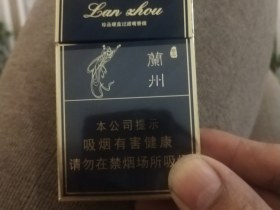 Lan zhou
蘭州
本公司提示
吸烟有害健康
请勿在禁烟场所吸